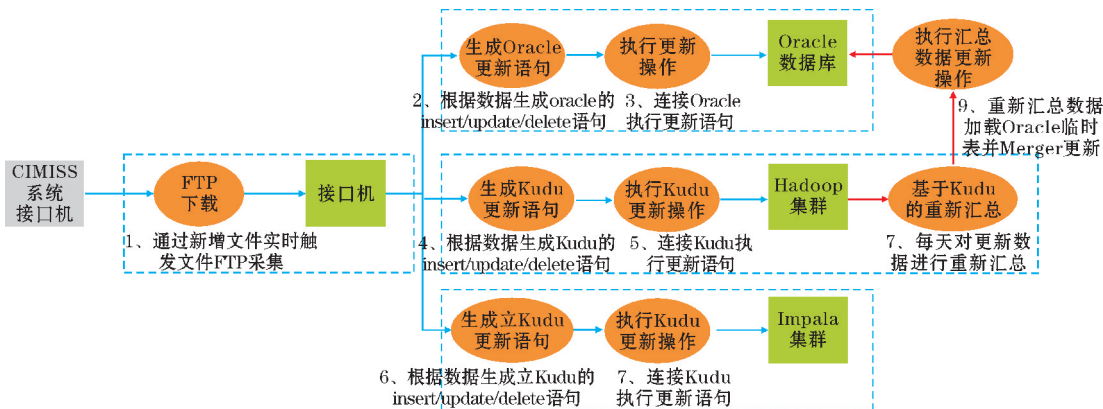 CIMISS
系统
接口机
FTP
下载
1、通过新增文件实时触
发文件FTP采集
接口机
生成Oracle
更新语句
2、根据数据生成oracle的
insert/update/delete语句
执行更新
操作
3、连接Oracle
执行更新语句
Oracle
数据库
执行汇总
数据更新
操作
9、重新汇总数据
加载Oracle临时
表并Merger更新
生成Kudu
更新语句
4、根据数据生成Kudu的
insert/update/delete语句
执行Kudu
更新操作
5、连接Kudu执
行更新语句
Hadoop
集群
基于Kudu
的重新汇总
7、每天对更新数
据进行重新汇总
生成立Kudu
更新语句
6、根据数据生成立Kudu的
insert/update/delete语句
执行Kudu
更新操作
7、连接Kudu
执行更新语句
Impala
集群